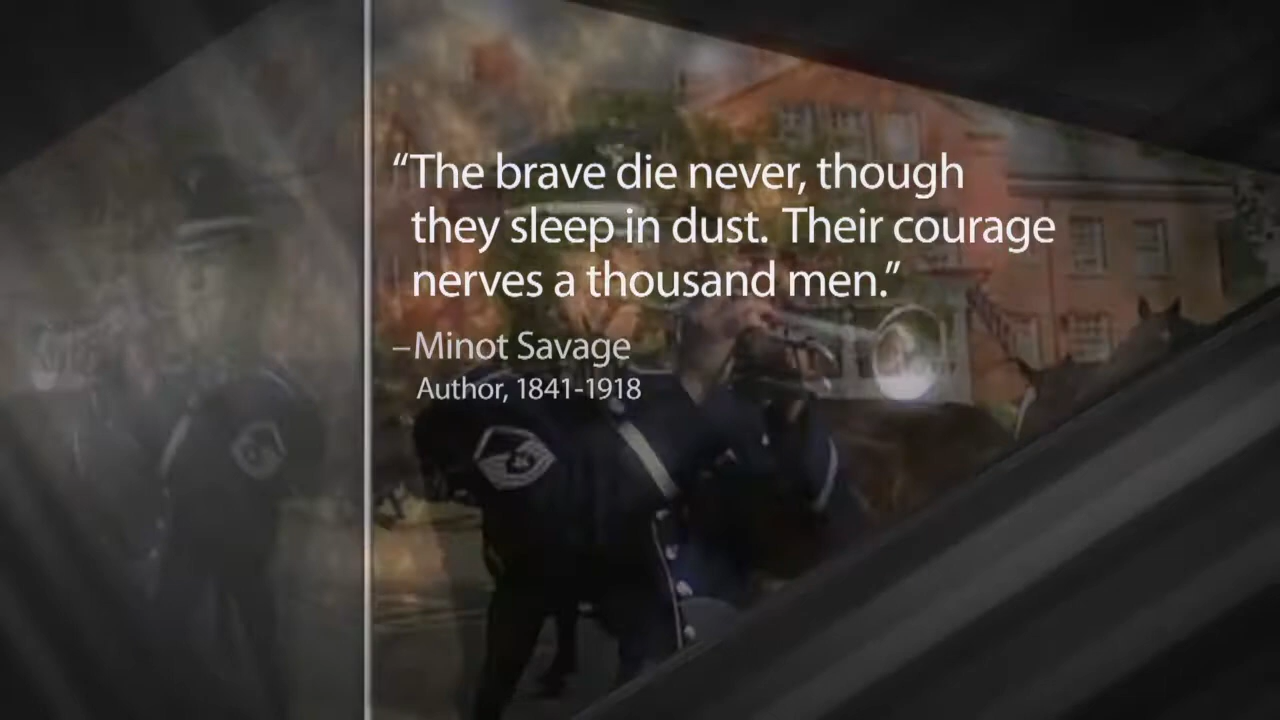 “The brave die never, though
they sleep in dust. Their courage
nerves a thousand men.”
–Minot Savage
Author, 1841-1918